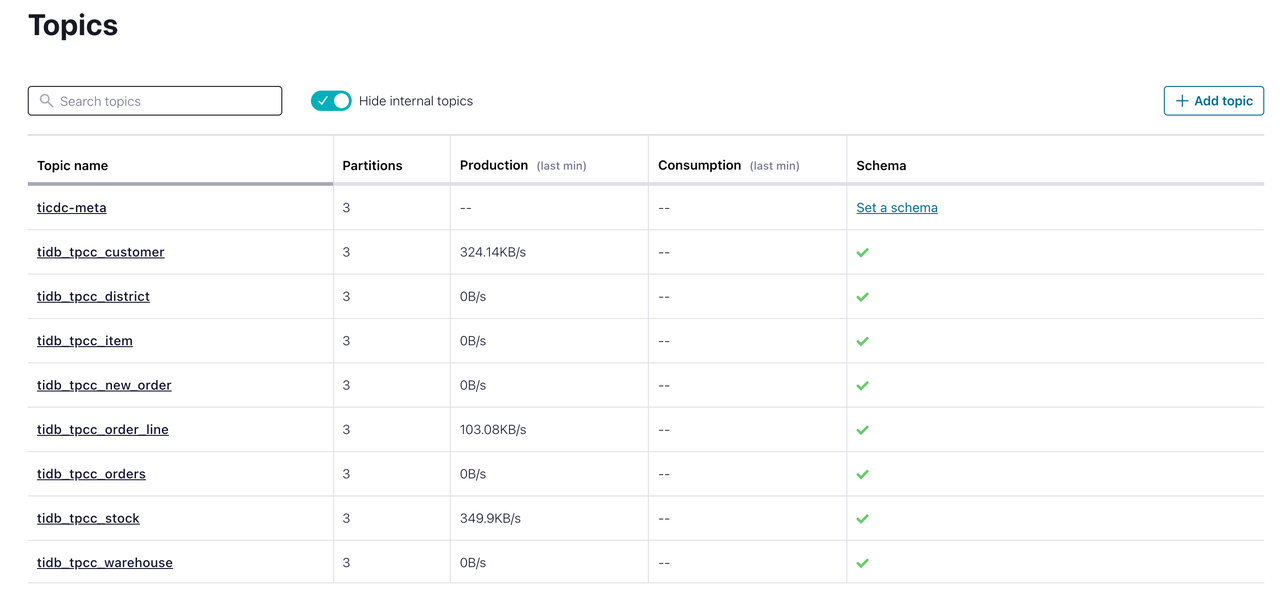 Topics
Search topics Hide internal topics + Add topic
Topic name Partitions Production (last min) Consumption (last min) Schema
ticdc-meta 3 -- -- Set a schema
tidb_tpcc_customer 3 324.14KB/s --
tidb_tpcc_district 3 0B/s --
tidb_tpcc_item 3 0B/s --
tidb_tpcc_new_order 3 0B/s --
tidb_tpcc_order_line 3 103.08KB/s --
tidb_tpcc_orders 3 0B/s --
tidb_tpcc_stock 3 349.9KB/s --
tidb_tpcc_warehouse 3 0B/s --